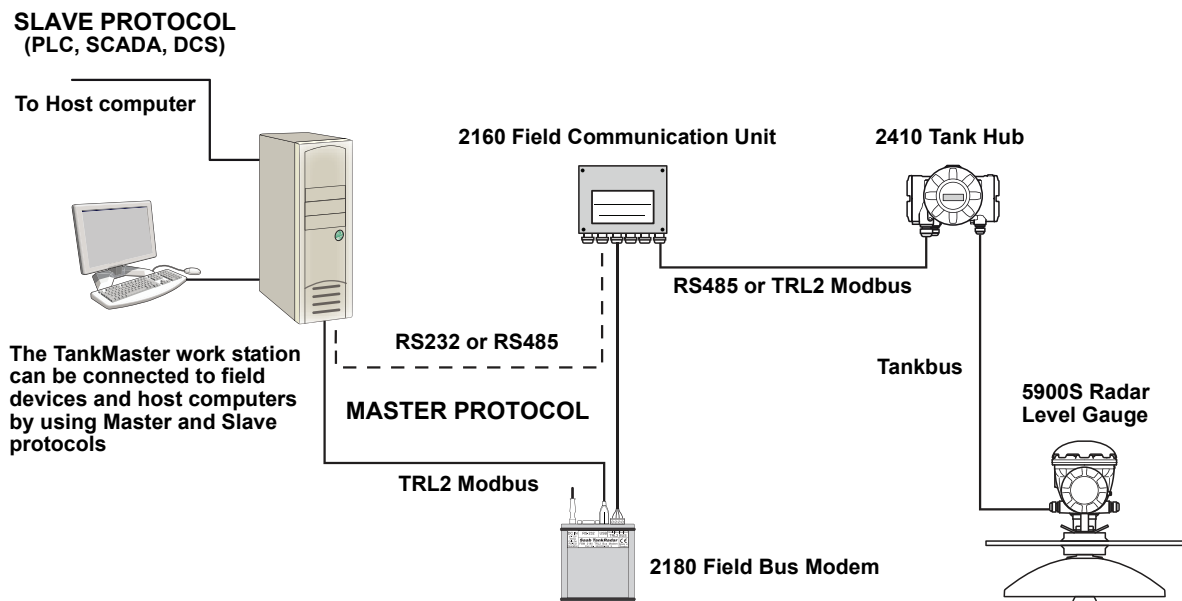 SLAVE PROTOCOL
(PLC, SCADA, DCS)
To Host computer
2160 Field Communication Unit
2410 Tank Hub
RS485 or TRL2 Modbus
RS232 or RS485
The TankMaster work station
can be connected to field
devices and host computers
by using Master and Slave
protocols
MASTER PROTOCOL
Tankbus
5900S Radar
Level Gauge
TRL2 Modbus
Saab TankRadar
2180 Field Bus Modem